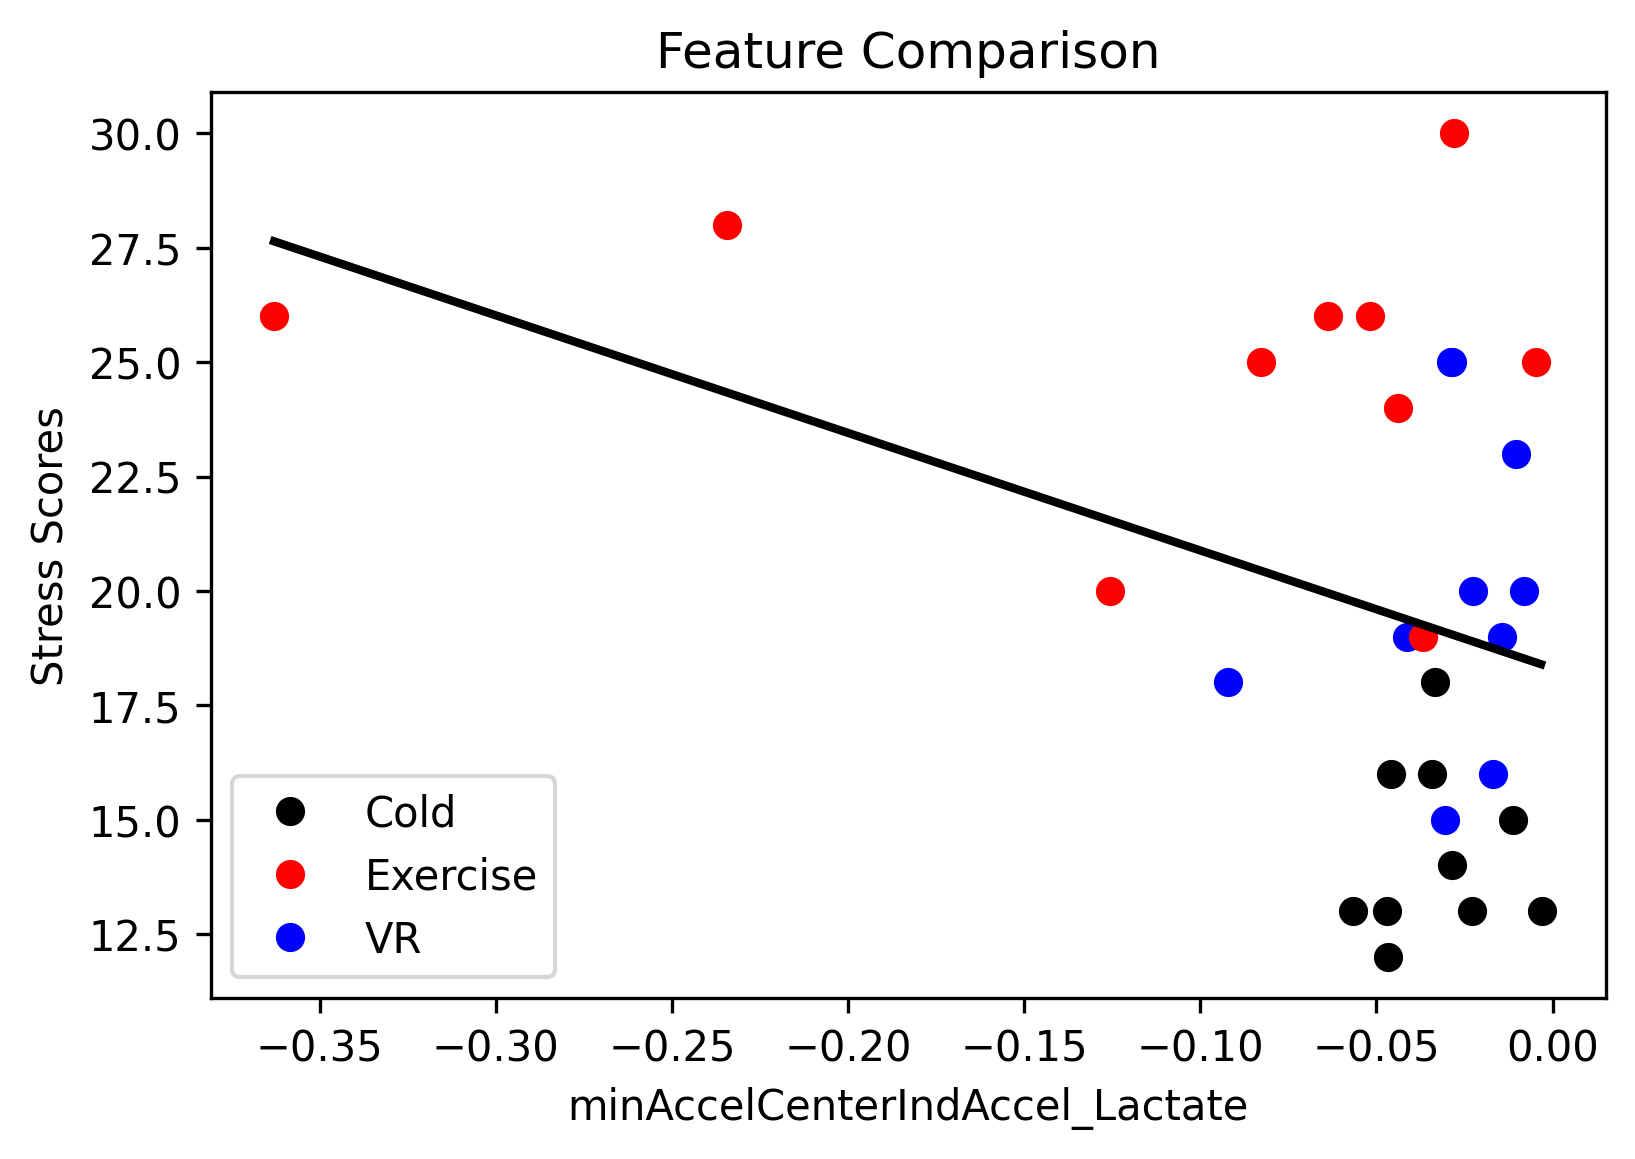 Feature Comparison
30.0
27.5
25.0
22.5
20.0
17.5
15.0
12.5
Stress Scores
Cold
Exercise
VR
−0.35 −0.30 −0.25 −0.20 −0.15 −0.10 −0.05 0.00
minAccelCenterIndAccel_Lactate